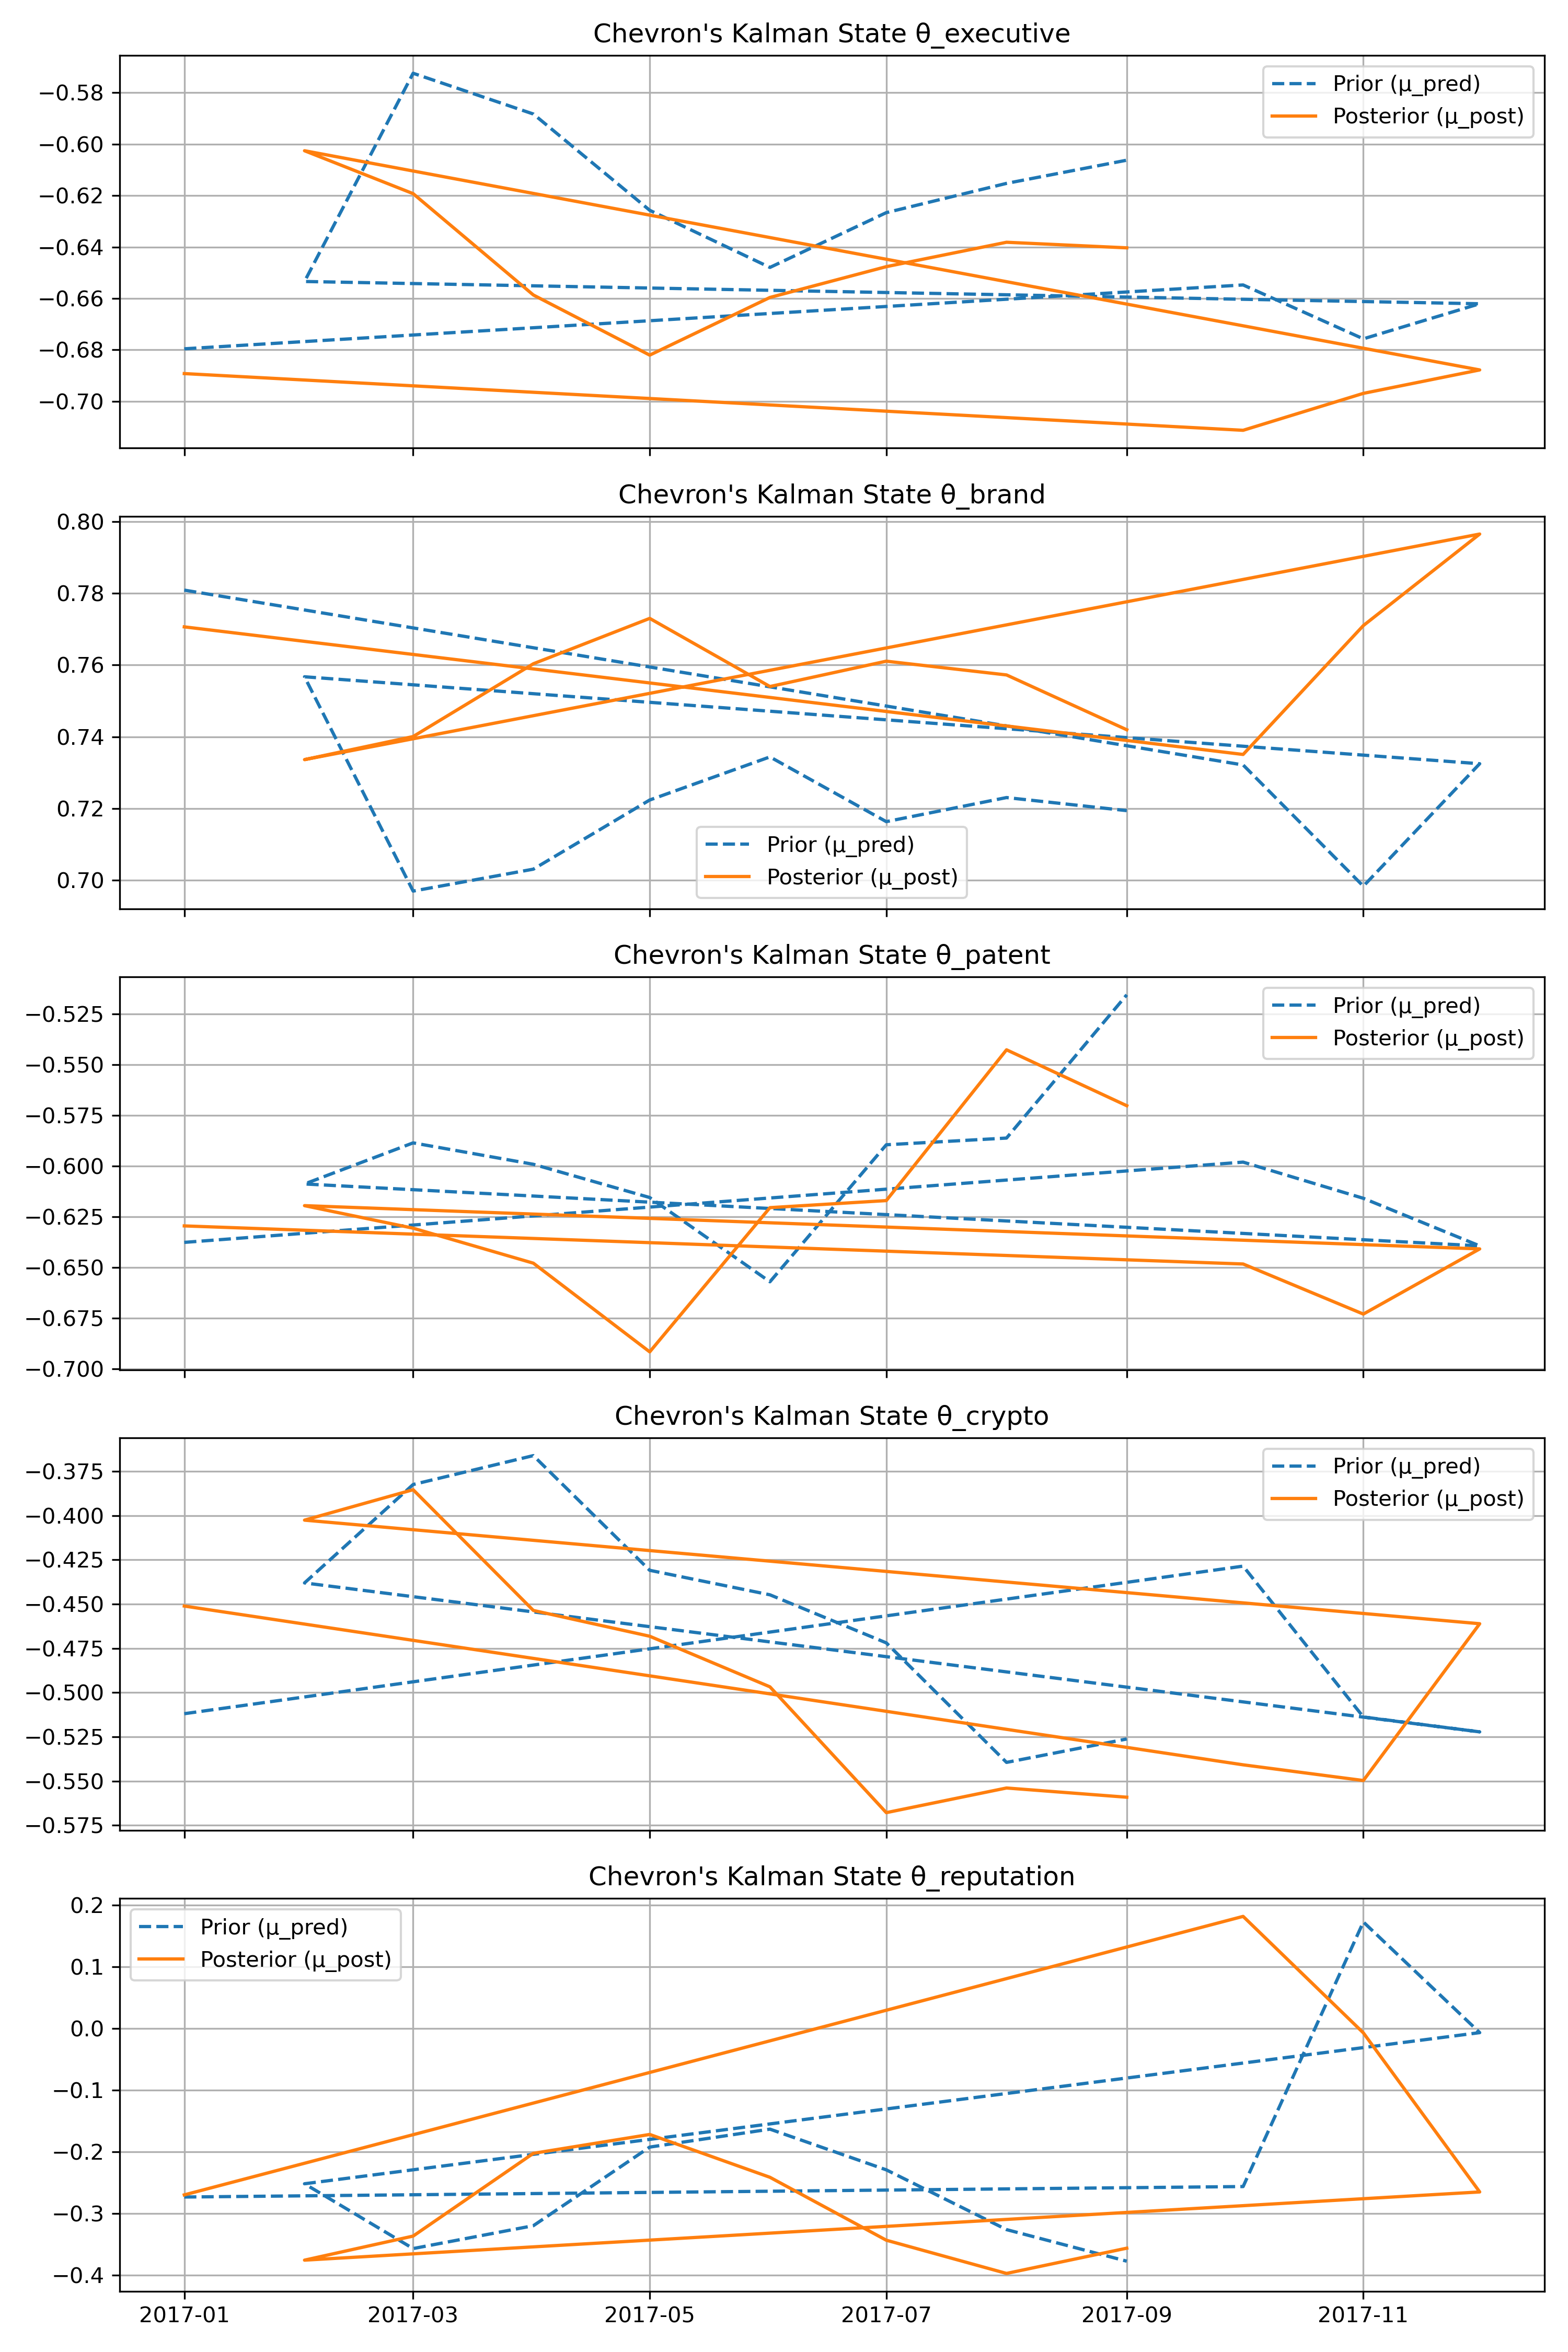 Chevron's Kalman State θ_executive
−0.58
−0.60
−0.62
−0.64
−0.66
−0.68
−0.70
Prior (μ_pred)
Posterior (μ_post)
Chevron's Kalman State θ_brand
0.80
0.78
0.76
0.74
0.72
0.70
Prior (μ_pred)
Posterior (μ_post)
Chevron's Kalman State θ_patent
−0.525
−0.550
−0.575
−0.600
−0.625
−0.650
−0.675
−0.700
Prior (μ_pred)
Posterior (μ_post)
Chevron's Kalman State θ_crypto
−0.375
−0.400
−0.425
−0.450
−0.475
−0.500
−0.525
−0.550
−0.575
Prior (μ_pred)
Posterior (μ_post)
Chevron's Kalman State θ_reputation
0.2
0.1
0.0
−0.1
−0.2
−0.3
−0.4
Prior (μ_pred)
Posterior (μ_post)
2017-01 2017-03 2017-05 2017-07 2017-09 2017-11